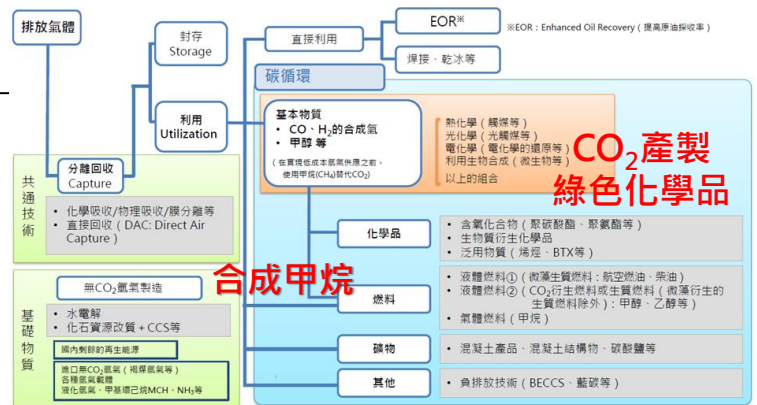 排放氣體
封存
Storage
利用
Utilization
分離回收
Capture
共通技術
• 化學吸收/物理吸收/膜分離等
• 直接回收（DAC: Direct Air
Capture）
直接利用
EOR※
※EOR：Enhanced Oil Recovery（提高原油採收率）
焊接、乾冰等
碳循環
基本物質
• CO、H2的合成氣
• 甲醇 等
（在實現低成本氫氣供應之前，
使用甲烷(CH4)替代CO2）
熱化學（觸媒等）
光化學（光觸媒等）
電化學（電化學的還原等）
利用生物合成（微生物等）
以上的組合
CO2產製
綠色化學品
化學品
• 含氧化合物（聚碳酸酯、聚氨酯等）
• 生物質衍生化學品
• 泛用物質（烯烴、BTX等）
合成甲烷
燃料
• 液體燃料①（微藻生質燃料：航空燃油、柴油）
• 液體燃料②（CO2衍生燃料或生質燃料（微藻衍生的
生質燃料除外）：甲醇、乙醇等）
• 氣體燃料（甲烷）
礦物
• 混凝土產品、混凝土結構物、碳酸鹽等
其他
• 負排放技術（BECCS、藍碳等）
基礎物質
無CO2氫氣製造
• 水電解
• 化石資源改質＋CCS等
國內剩餘的再生能源
進口無CO2氫氣（褐煤氫氣等）
各種氫氣載體
液化氫氣、甲基環己烷MCH、NH3等